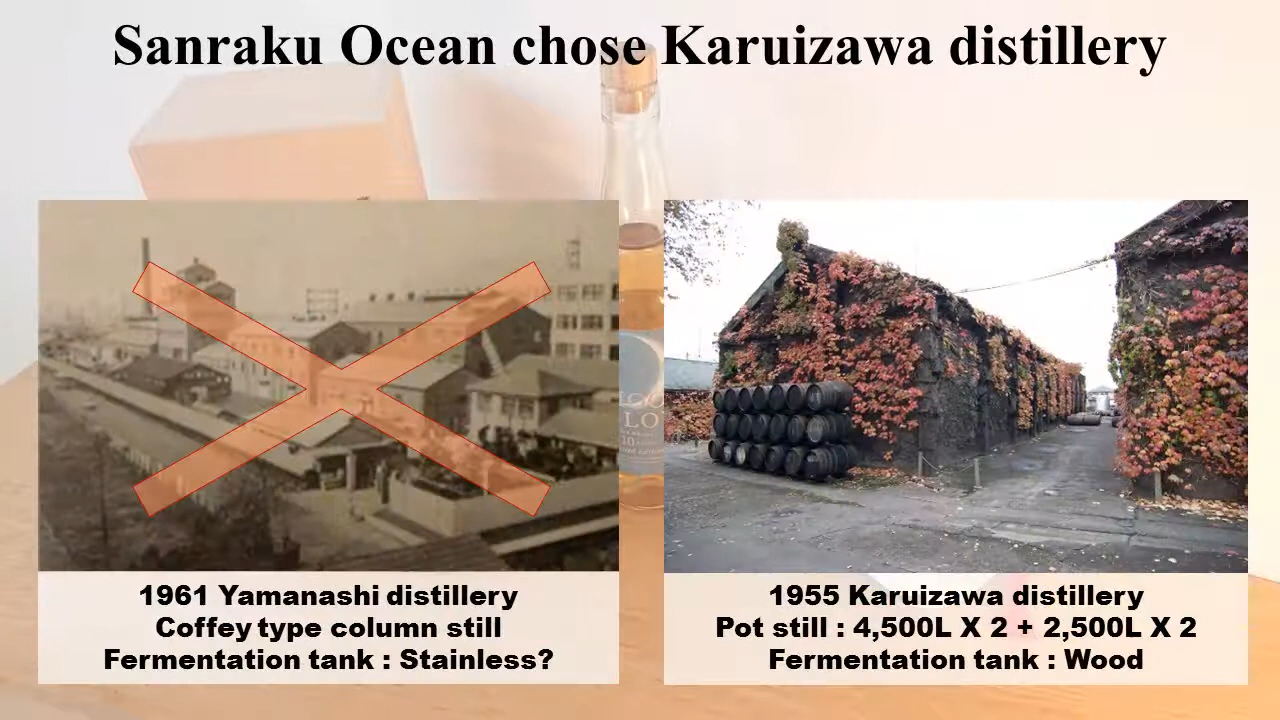 Sanraku Ocean chose Karuizawa distillery
1961 Yamanashi distillery
Coffey type column still
Fermentation tank : Stainless?
1955 Karuizawa distillery
Pot still : 4,500L X 2 + 2,500L X 2
Fermentation tank : Wood